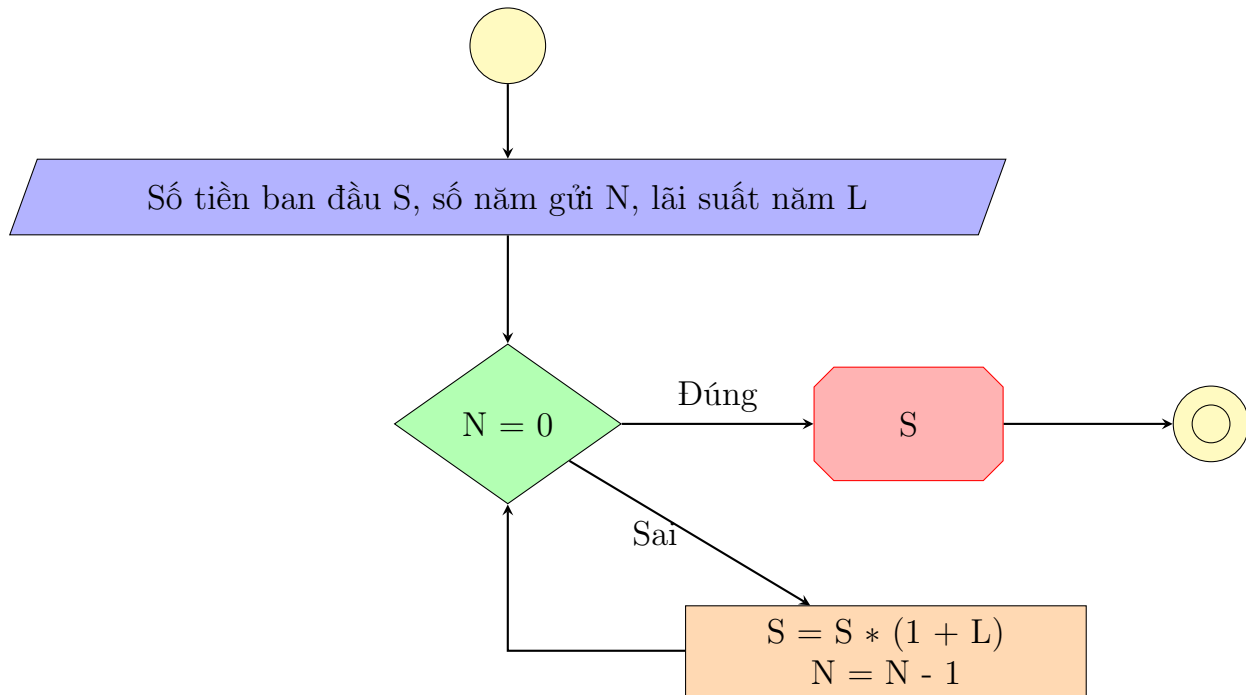 Số tiền ban đầu S, số năm gửi N, lãi suất năm L
N = 0
Đúng
S
Sai
S = S * (1 + L)
N = N - 1